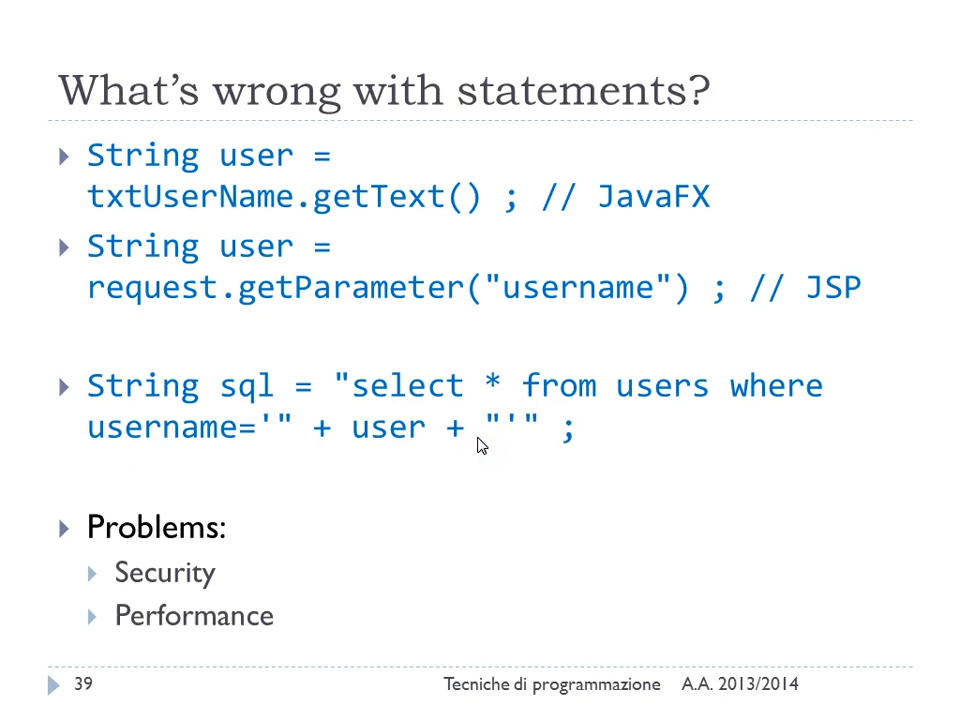 What's wrong with statements?
String user =
txtUserName.getText() ; // JavaFX
String user =
request.getParameter("username") ; // JSP
String sql = "select * from users where
username='" + user + "'" ;
Problems:
Security
Performance
39 Tecniche di programmazione A.A. 2013/2014